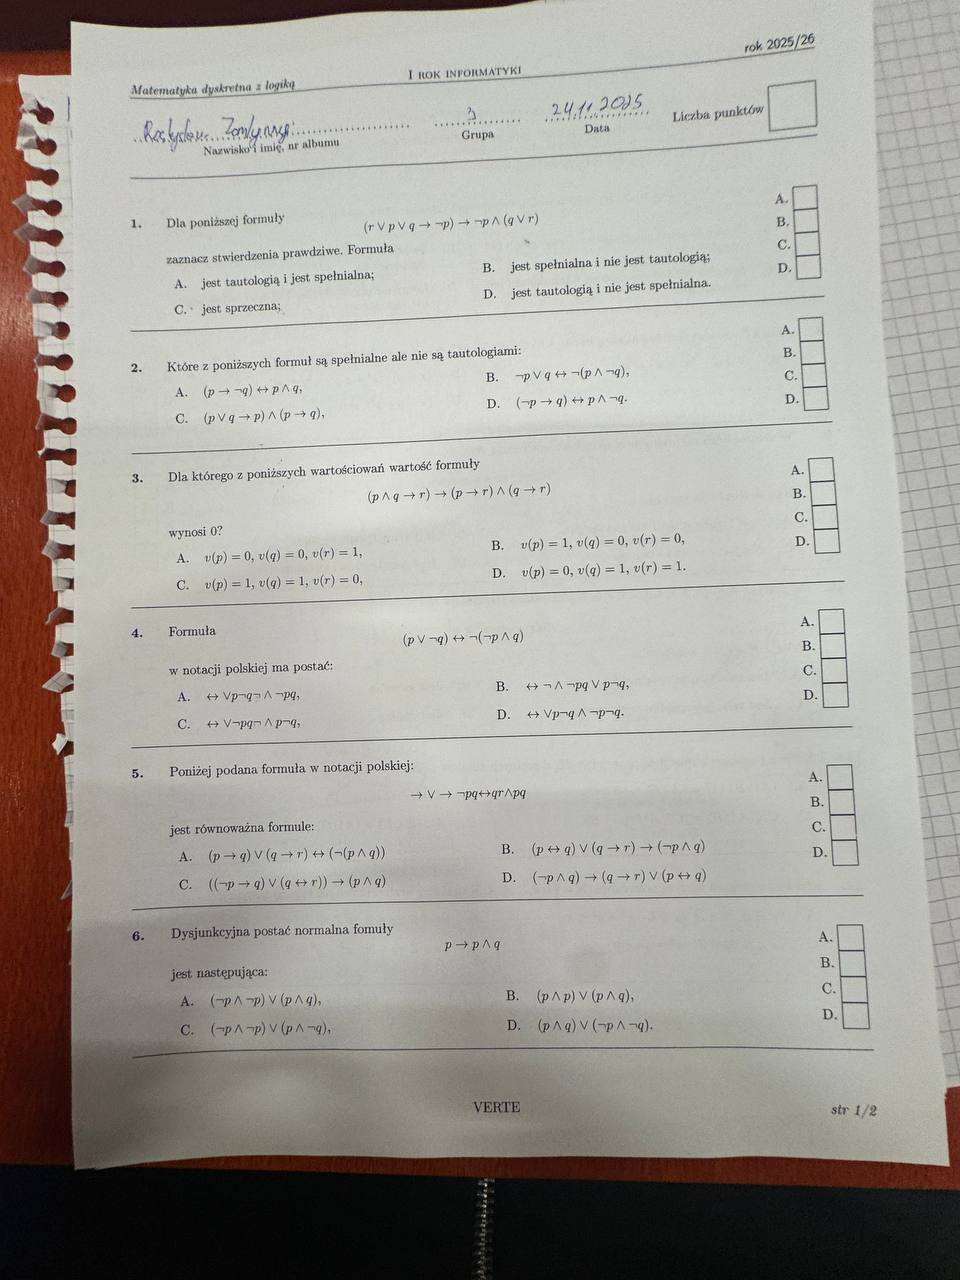 Matematyka dyskretna z logiką I ROK INFORMATYKI rok 2025/26
3 24.11.2025
Nazwisko i imię, nr albumu Grupa Data Liczba punktów
1. Dla poniższej formuły
(r ∨ p ∨ q → ¬p) → ¬p ∧ (q ∨ r)
zaznacz stwierdzenia prawdziwe. Formuła
A. jest tautologią i jest spełnialna; B. jest spełnialna i nie jest tautologią;
C. jest sprzeczna; D. jest tautologią i nie jest spełnialna.
A.
B.
C.
D.
2. Które z poniższych formuł są spełnialne ale nie są tautologiami:
A. (p → ¬q) ↔ p ∧ q, B. ¬p ∨ q ↔ ¬(p ∧ ¬q),
C. (p ∨ q → p) ∧ (p → q), D. (¬p → q) ↔ p ∧ ¬q.
A.
B.
C.
D.
3. Dla którego z poniższych wartościowań wartość formuły
(p ∧ q → r) → (p → r) ∧ (q → r)
wynosi 0?
A. v(p) = 0, v(q) = 0, v(r) = 1, B. v(p) = 1, v(q) = 0, v(r) = 0,
C. v(p) = 1, v(q) = 1, v(r) = 0, D. v(p) = 0, v(q) = 1, v(r) = 1.
A.
B.
C.
D.
4. Formuła
(p ∨ ¬q) ↔ ¬(¬p ∧ q)
w notacji polskiej ma postać:
A. ↔ ∨p¬q¬ ∧ ¬pq, B. ↔ ¬ ∧ ¬pq ∨ p¬q,
C. ↔ ∨¬pq¬ ∧ p¬q, D. ↔ ∨p¬q ∧ ¬p¬q.
A.
B.
C.
D.
5. Poniżej podana formuła w notacji polskiej:
→ ∨ → ¬pq↔qr∧pq
jest równoważna formule:
A. (p → q) ∨ (q → r) ↔ (¬(p ∧ q)) B. (p ↔ q) ∨ (q → r) → (¬p ∧ q)
C. ((¬p → q) ∨ (q ↔ r)) → (p ∧ q) D. (¬p ∧ q) → (q → r) ∨ (p ↔ q)
A.
B.
C.
D.
6. Dysjunkcyjna postać normalna fomuły
p → p ∧ q
jest następująca:
A. (¬p ∧ ¬p) ∨ (p ∧ q), B. (p ∧ p) ∨ (p ∧ q),
C. (¬p ∧ ¬p) ∨ (p ∧ ¬q), D. (p ∧ q) ∨ (¬p ∧ ¬q).
A.
B.
C.
D.
VERTE str 1/2